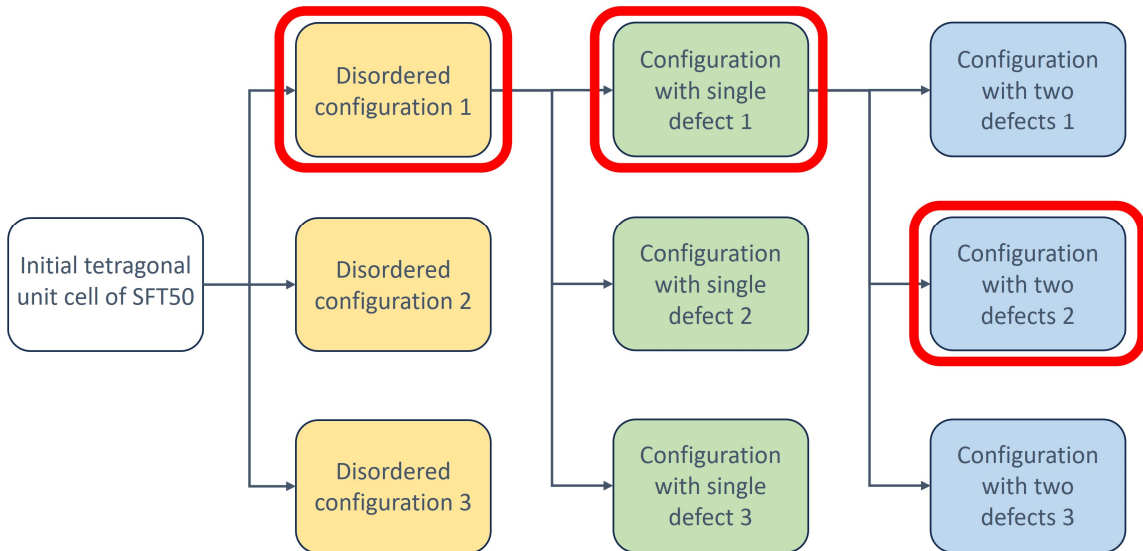 Initial tetragonal
unit cell of SFT50
Disordered
configuration 1
Disordered
configuration 2
Disordered
configuration 3
Configuration
with single
defect 1
Configuration
with single
defect 2
Configuration
with single
defect 3
Configuration
with two
defects 1
Configuration
with two
defects 2
Configuration
with two
defects 3